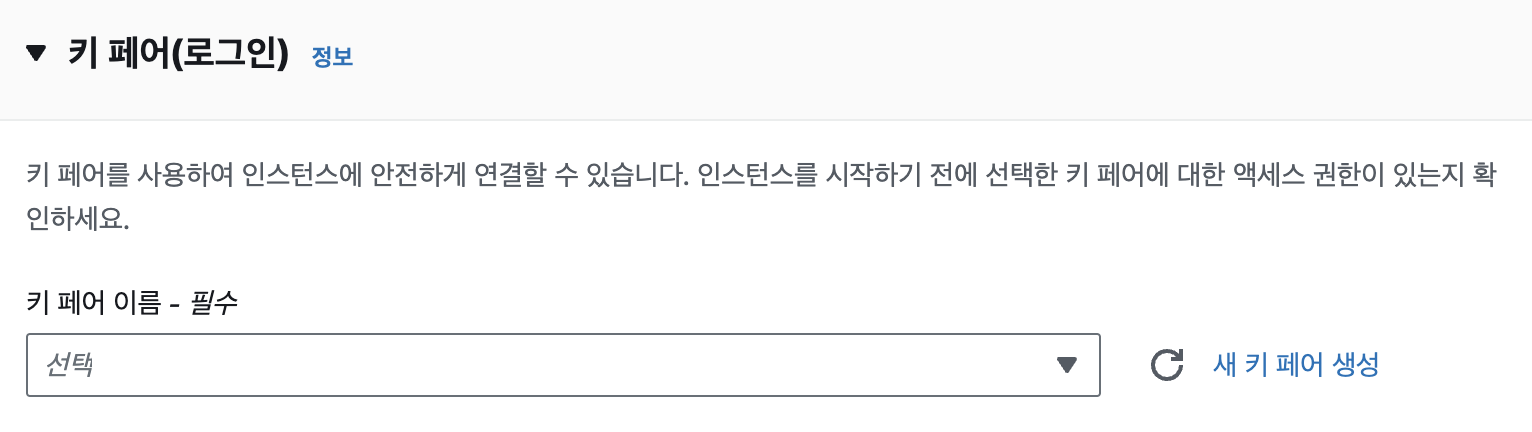 키 페어(로그인) 정보
키 페어를 사용하여 인스턴스에 안전하게 연결할 수 있습니다. 인스턴스를 시작하기 전에 선택한 키 페어에 대한 액세스 권한이 있는지 확
인하세요.
키 페어 이름 - 필수
선택 새 키 페어 생성